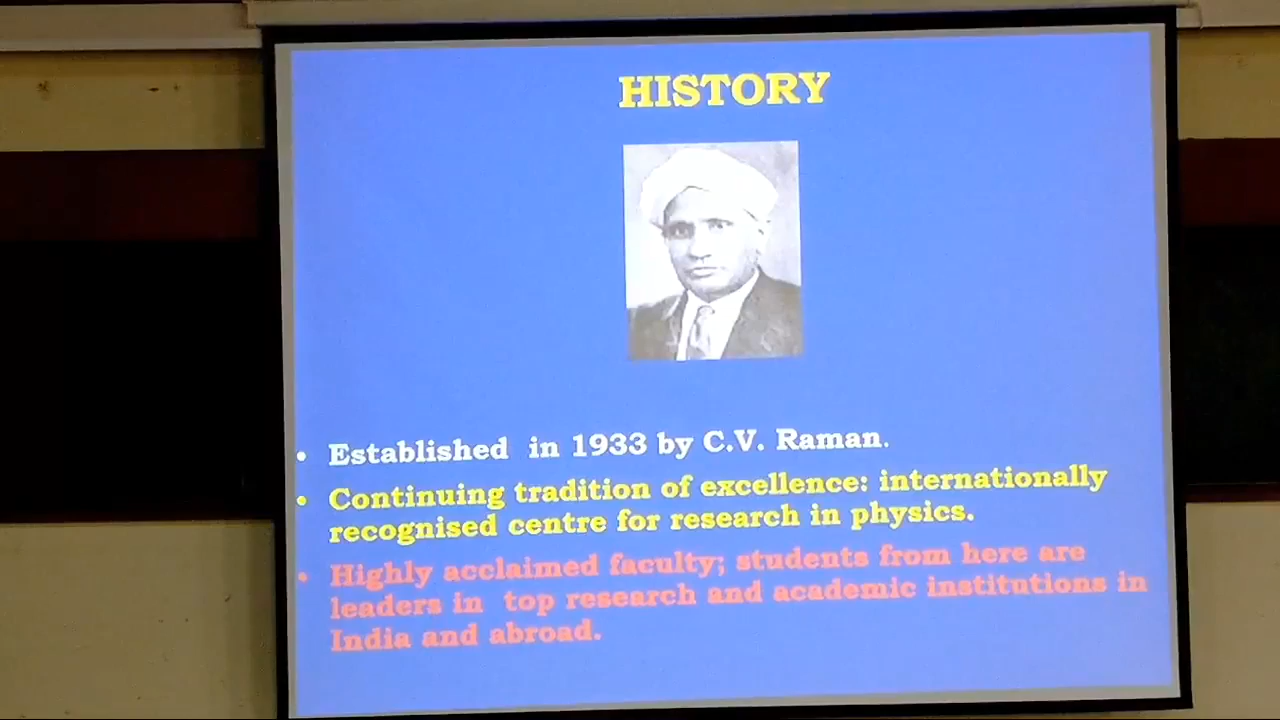 HISTORY
• Established in 1933 by C.V. Raman.
• Continuing tradition of excellence: internationally
recognised centre for research in physics.
• Highly acclaimed faculty; students from here are
leaders in top research and academic institutions in
India and abroad.